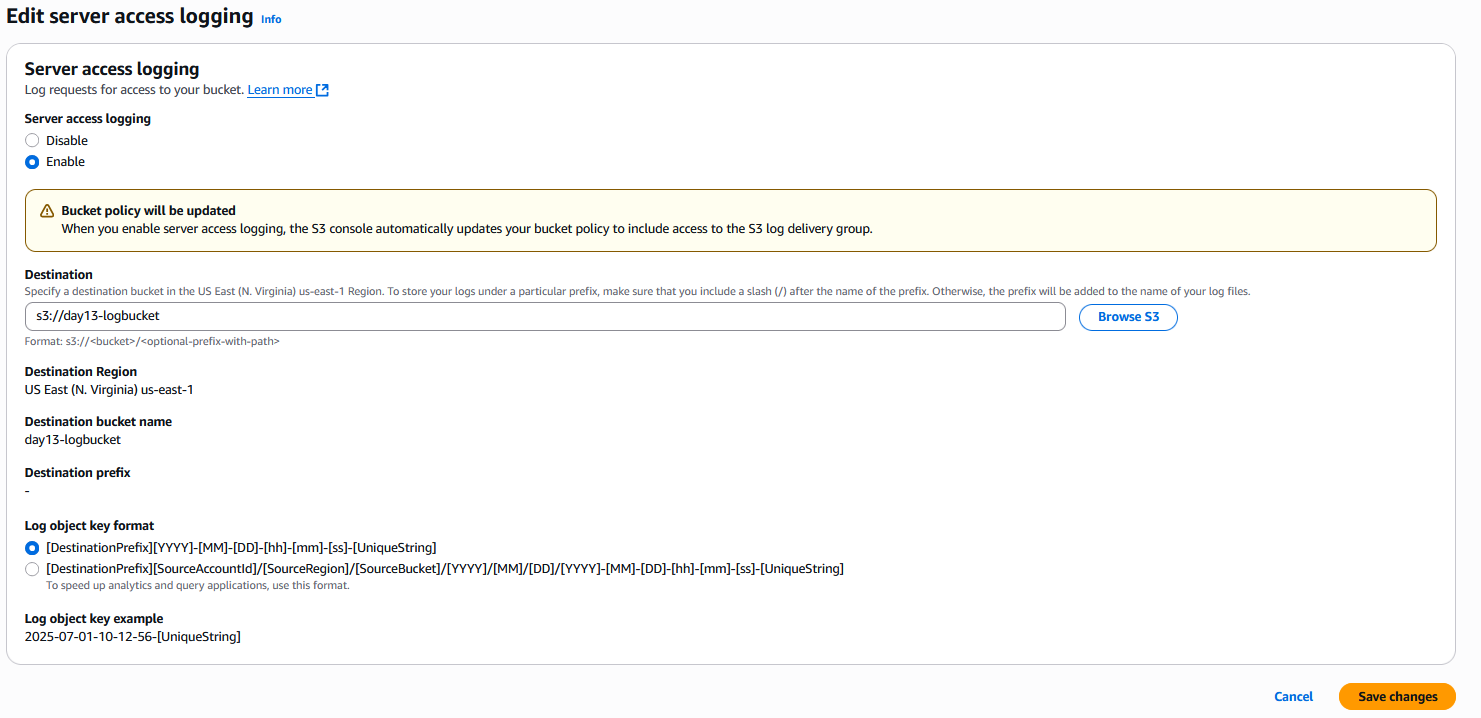 Edit server access logging Info
Server access logging
Log requests for access to your bucket. Learn more
Server access logging
Disable
Enable
Bucket policy will be updated
When you enable server access logging, the S3 console automatically updates your bucket policy to include access to the S3 log delivery group.
Destination
Specify a destination bucket in the US East (N. Virginia) us-east-1 Region. To store your logs under a particular prefix, make sure that you include a slash (/) after the name of the prefix. Otherwise, the prefix will be added to the name of your log files.
s3://day13-logbucket
Browse S3
Format: s3://<bucket>/<optional-prefix-with-path>
Destination Region
US East (N. Virginia) us-east-1
Destination bucket name
day13-logbucket
Destination prefix
-
Log object key format
[DestinationPrefix][YYYY]-[MM]-[DD]-[hh]-[mm]-[ss]-[UniqueString]
[DestinationPrefix][SourceAccountId]/[SourceRegion]/[SourceBucket]/[YYYY]/[MM]/[DD]/[YYYY]-[MM]-[DD]-[hh]-[mm]-[ss]-[UniqueString]
To speed up analytics and query applications, use this format.
Log object key example
2025-07-01-10-12-56-[UniqueString]
Cancel
Save changes